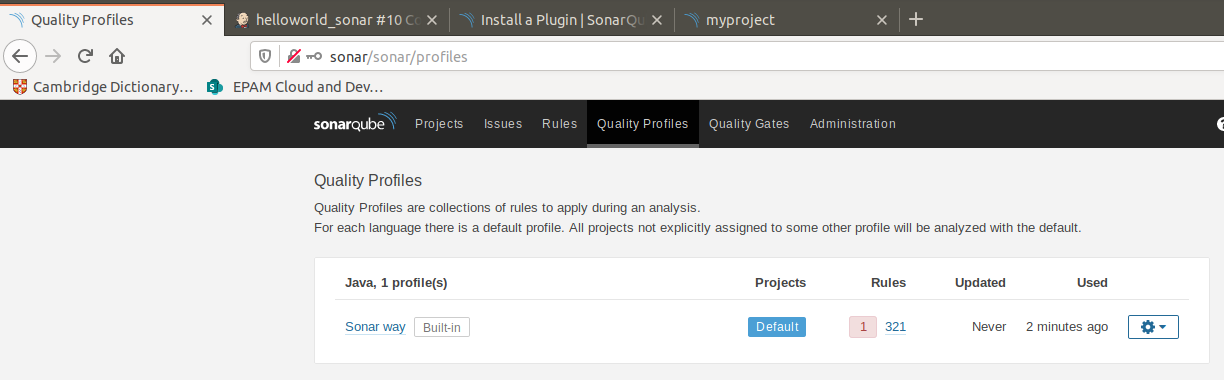 Quality Profiles
helloworld_sonar #10 Co
Install a Plugin | SonarQu
myproject
sonar/sonar/profiles
Cambridge Dictionary…
EPAM Cloud and Dev…
sonarqube
Projects
Issues
Rules
Quality Profiles
Quality Gates
Administration
Quality Profiles
Quality Profiles are collections of rules to apply during an analysis.
For each language there is a default profile. All projects not explicitly assigned to some other profile will be analyzed with the default.
Java, 1 profile(s) Projects Rules Updated Used
Sonar way Built-in Default 1 321 Never 2 minutes ago